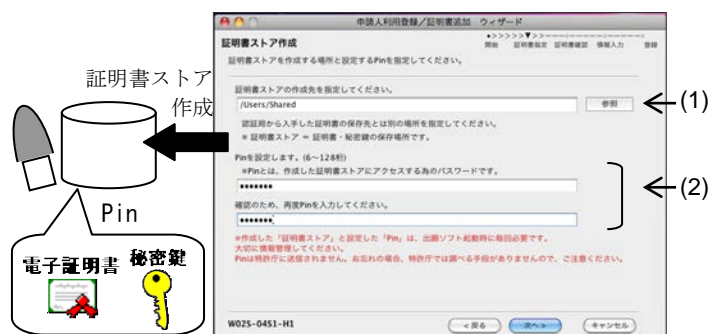 申請人利用登録／証明書追加　ウィザード
証明書ストア作成
●>>>>>▼>>------------------
開始　証明書設定　証明書確認　情報入力　登録
証明書ストアを作成する場所と設定するPinを指定してください。
証明書ストアの作成先を指定してください。
/Users/Shared
参照
(1)
認証局から入手した証明書の保存先とは別の場所を指定してください。
※ 証明書ストア ＝ 証明書・秘密鍵の保存場所です。
Pinを設定します。(6～128桁)
※Pinとは、作成した証明書ストアにアクセスする為のパスワードです。
●●●●●●●
(2)
確認のため、再度Pinを入力してください。
●●●●●●●
※作成した「証明書ストア」と設定した「Pin」は、出願ソフト起動時に毎回必要です。
大切に情報管理してください。
Pinは特許庁に送信されません。お忘れの場合、特許庁では調べる手段がありませんので、ご注意ください。
W025-04S1-H1
<戻る
次へ>
キャンセル
証明書ストア
作成
Pin
電子証明書
秘密鍵